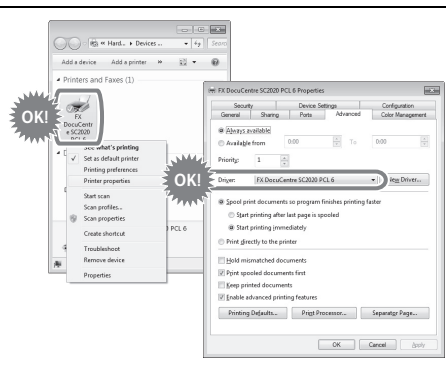 « Hard... ▸ Devices ...
Searc
Add a device Add a printer »
Printers and Faxes (1)
OK!
FX
DocuCentr
e SC2020
PCL 6
See what's printing
✓ Set as default printer
Printing preferences
Printer properties
Start scan
Scan profiles...
Scan properties
Create shortcut
Troubleshoot
Remove device
Properties
PCL 6
FX DocuCentre SC2020 PCL 6 Properties
Security Device Settings Configuration
General Sharing Ports Advanced Color Management
Always available
Available from 0:00 To 0:00
Priority: 1
OK!
Driver: FX DocuCentre SC2020 PCL 6
Driver...
Spool print documents so program finishes printing faster
Start printing after last page is spooled
Start printing immediately
Print directly to the printer
Hold mismatched documents
Print spooled documents first
Keep printed documents
Enable advanced printing features
Printing Defaults... Print Processor... Separator Page...
OK Cancel Apply